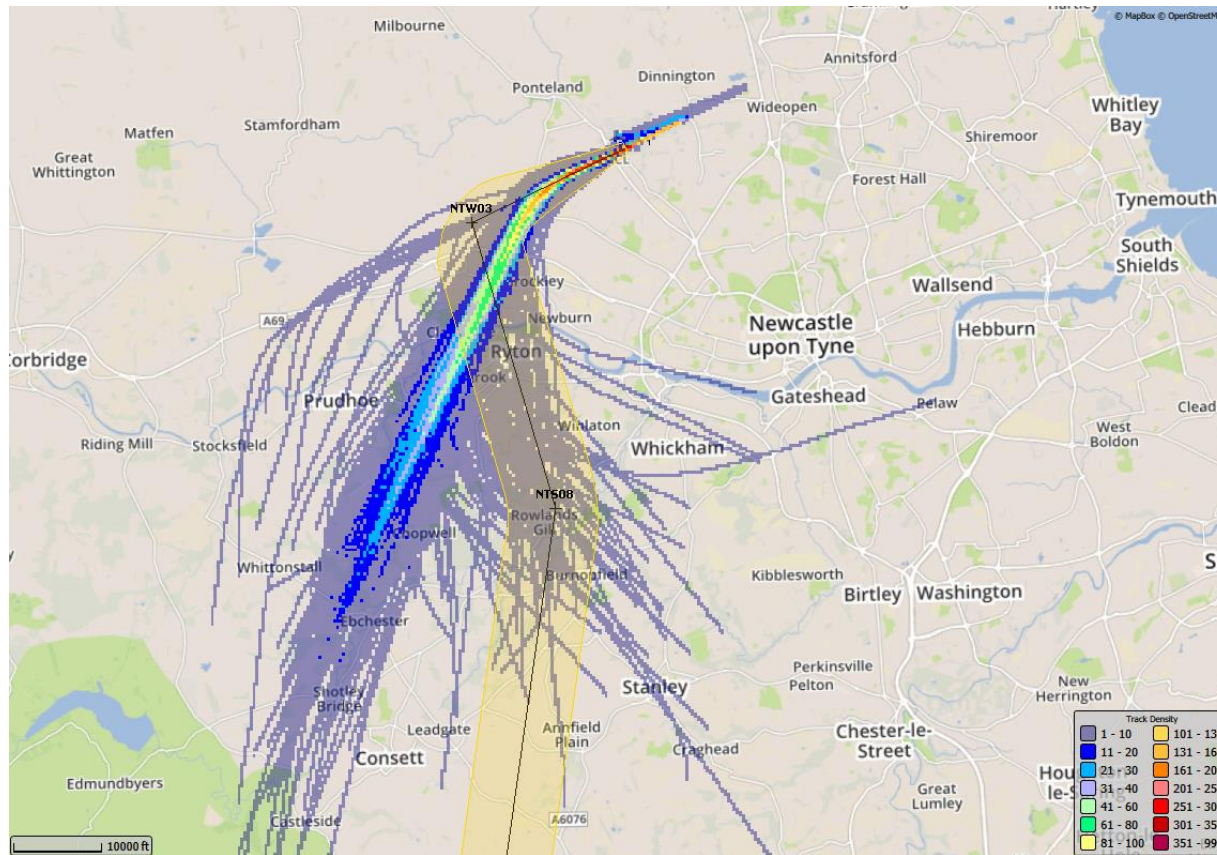 © MapBox © OpenStreetM
Milbourne
Annitsford
Dinnington
Ponteland
Wideopen
Whitley
Bay
Stamfordham
Matfen
Shiremoor
Great
Whittington
Forest Hall
Tynemouth
NTW03
South
Shields
Wallsend
Newburn
A69
Newcastle
upon Tyne
Hebburn
Ryton
Corbridge
Prudhoe
Gateshead
Pelaw
Clead
Riding Mill
Stocksfield
Winlaton
Whickham
West
Boldon
NTS08
Rowlands
Gill
Chopwell
Whittonstall
Burnopfield
Kibblesworth
Birtley
Washington
S
Ebchester
Perkinsville
Pelton
Stanley
New
Herrington
Shotley
Bridge
Leadgate
Annfield
Plain
Chester-le-
Street
Craghead
Consett
Edmundbyers
Great
Lumley
Castleside
A6076
10000 ft
Track Density
1 - 10
101 - 13
11 - 20
131 - 16
21 - 30
161 - 20
31 - 40
201 - 25
41 - 60
251 - 30
61 - 80
301 - 35
81 - 100
351 - 99